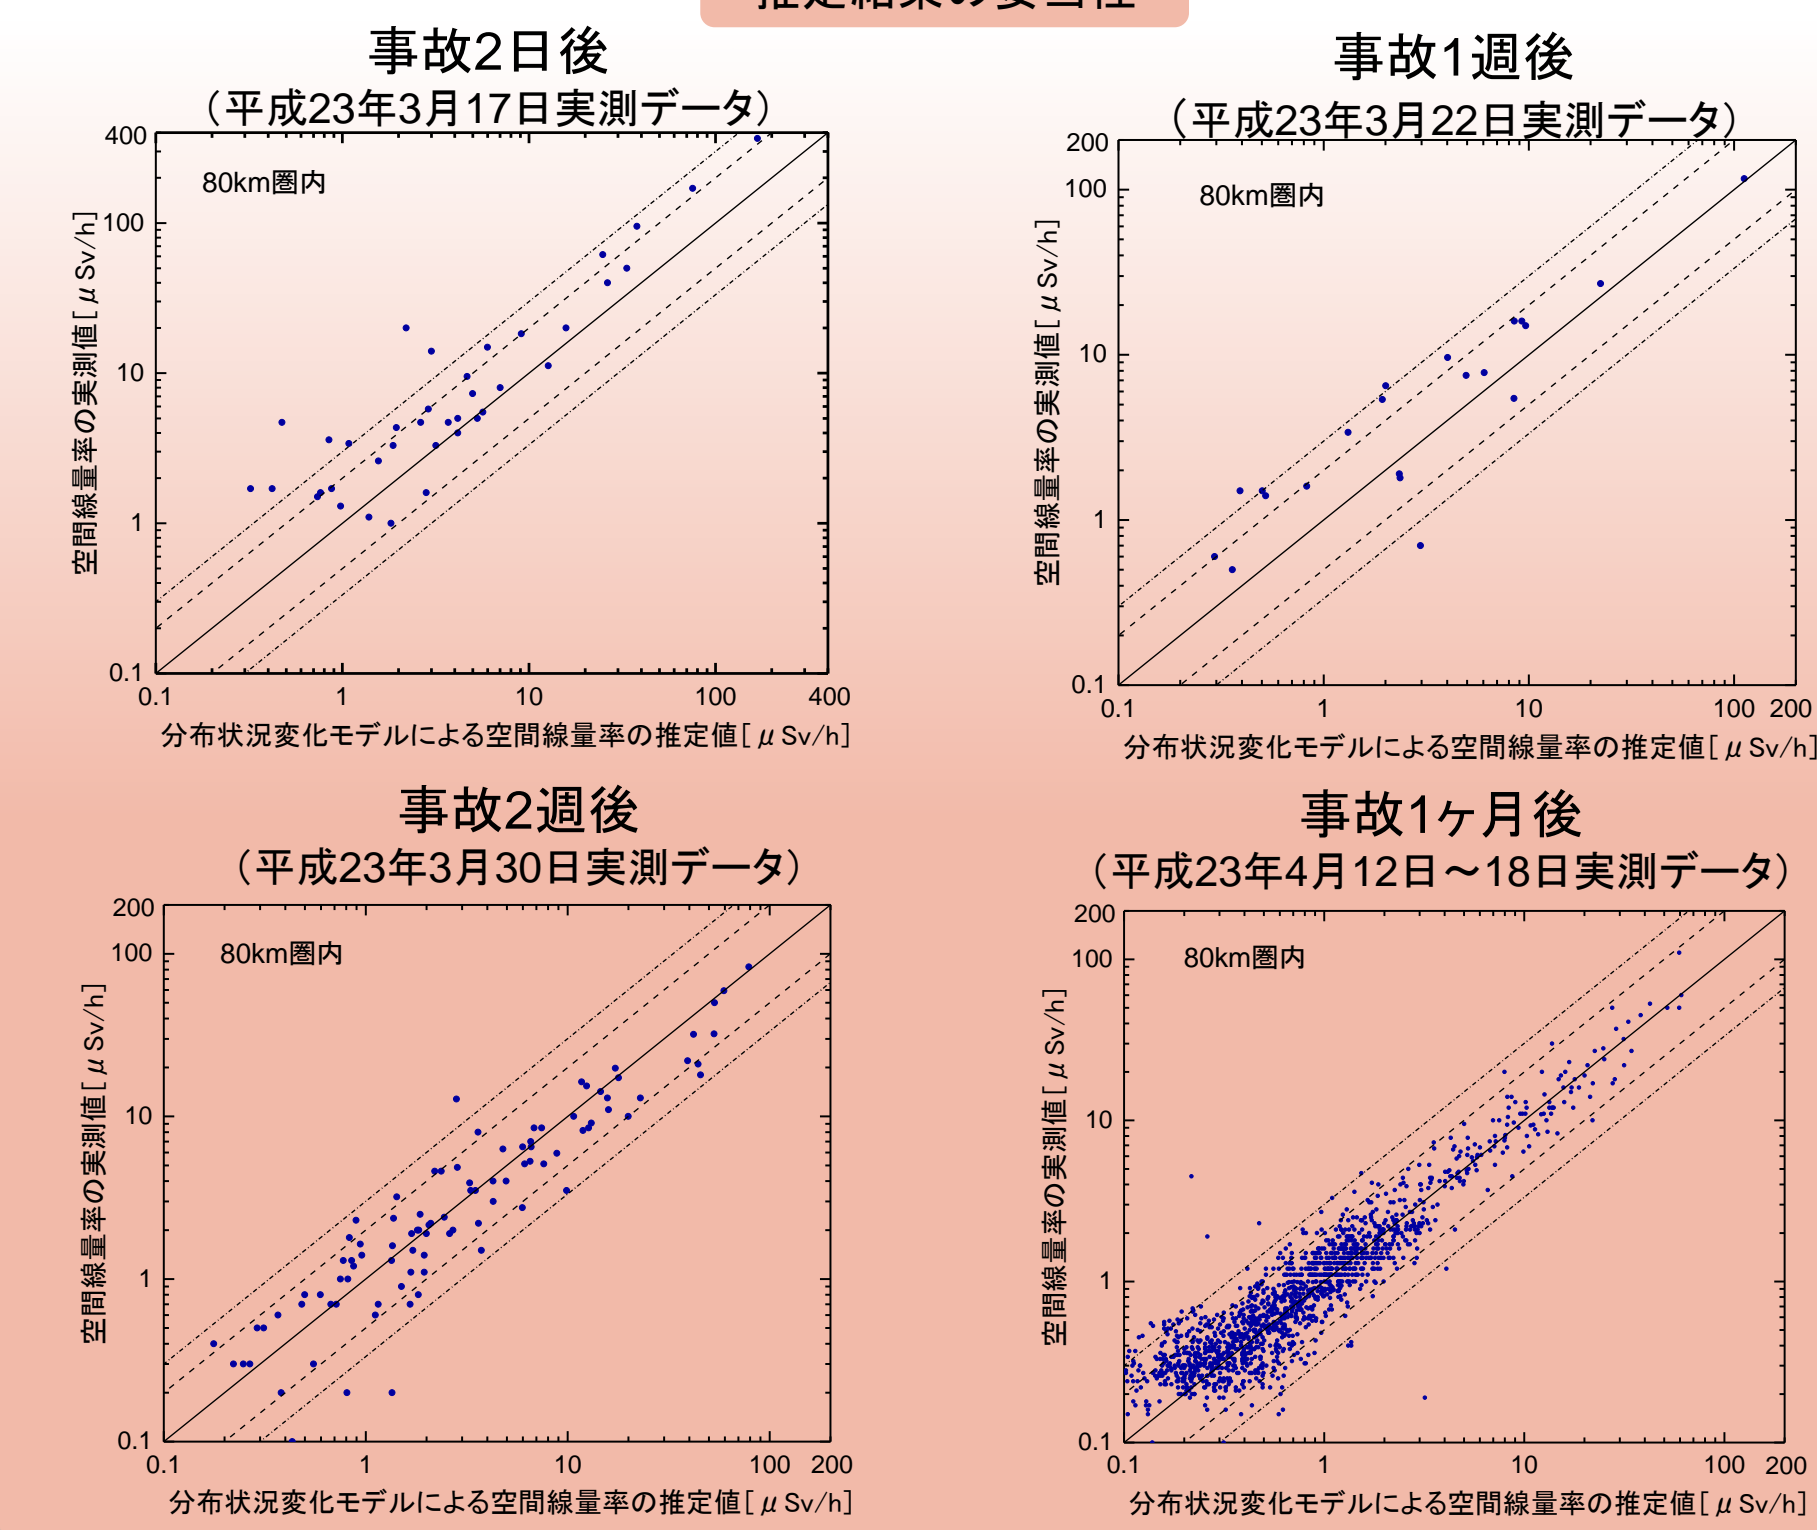 推定結果の妥当性
事故2日後
（平成23年3月17日実測データ）
400
100
10
1
0.1
80km圏内
空間線量率の実測値[μSv/h]
0.1 1 10 100 400
分布状況変化モデルによる空間線量率の推定値[μSv/h]
事故1週後
（平成23年3月22日実測データ）
200
100
10
1
0.1
80km圏内
空間線量率の実測値[μSv/h]
0.1 1 10 100 200
分布状況変化モデルによる空間線量率の推定値[μSv/h]
事故2週後
（平成23年3月30日実測データ）
200
100
10
1
0.1
80km圏内
空間線量率の実測値[μSv/h]
0.1 1 10 100 200
分布状況変化モデルによる空間線量率の推定値[μSv/h]
事故1ヶ月後
（平成23年4月12日～18日実測データ）
200
100
10
1
0.1
80km圏内
空間線量率の実測値[μSv/h]
0.1 1 10 100 200
分布状況変化モデルによる空間線量率の推定値[μSv/h]